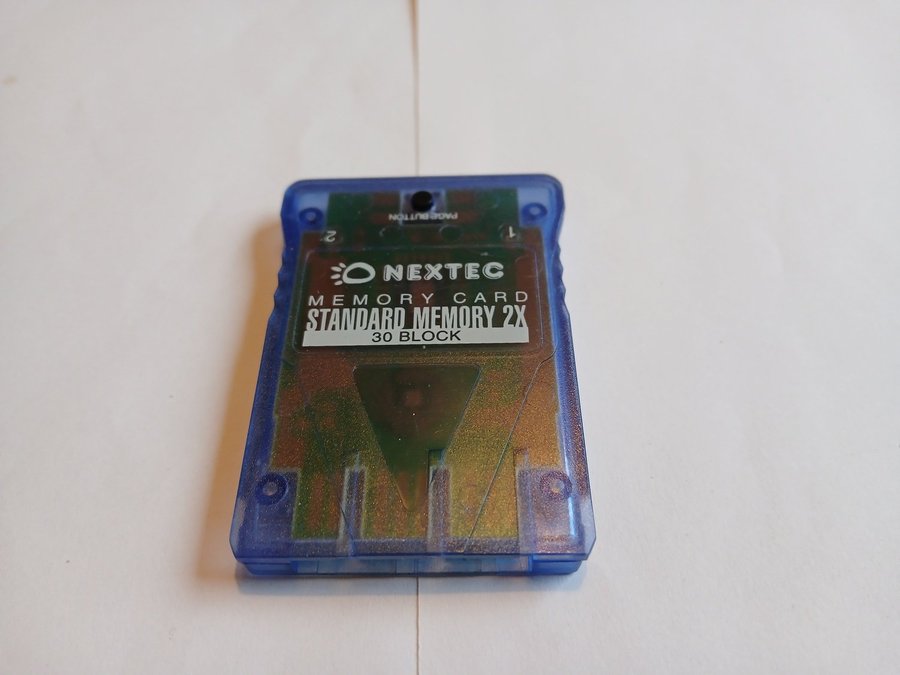 PAGE BUTTON
2 1
NEXTEC
MEMORY CARD
STANDARD MEMORY 2X
30 BLOCK